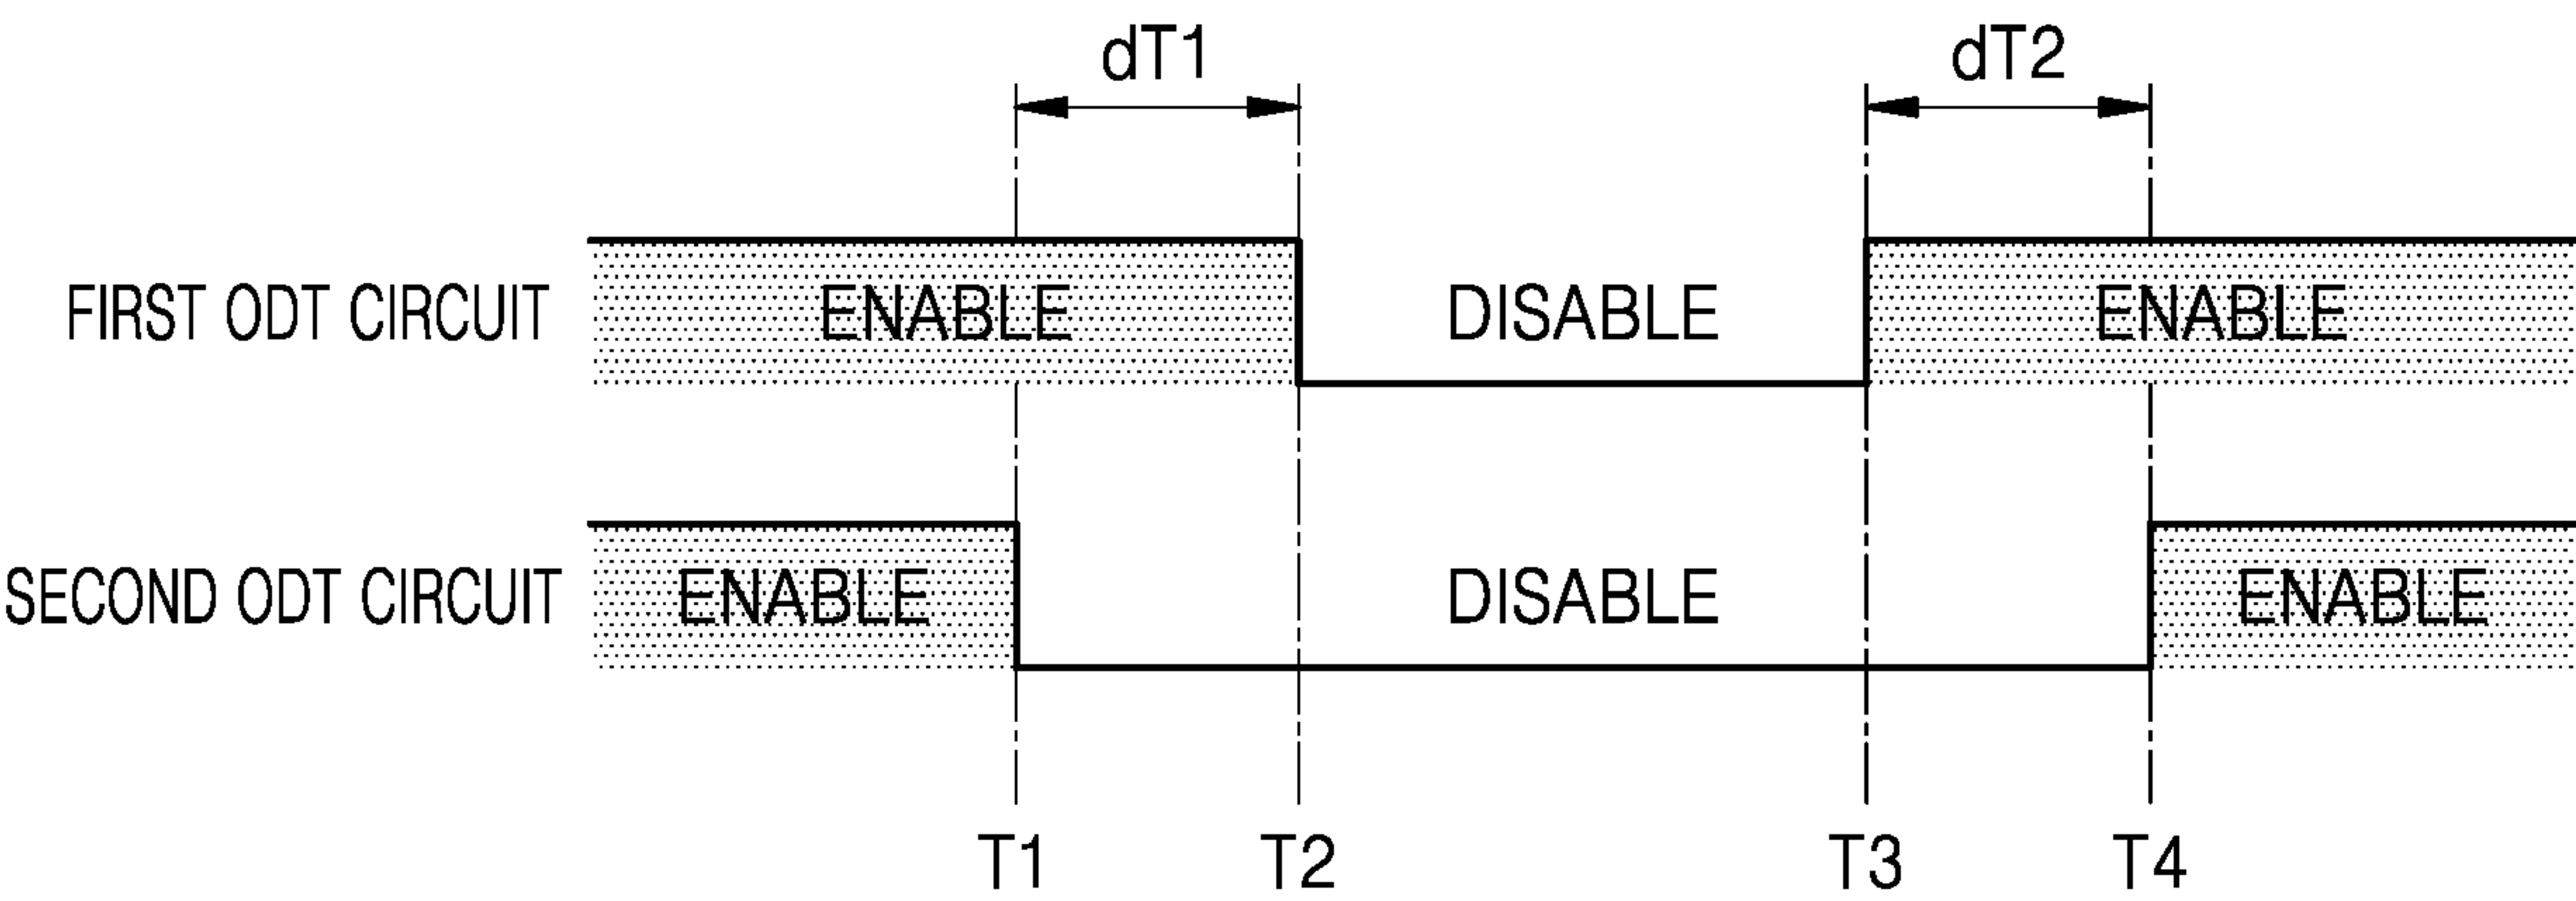 dT1 dT2
FIRST ODT CIRCUIT ENABLE DISABLE ENABLE
SECOND ODT CIRCUIT ENABLE DISABLE ENABLE
T1 T2 T3 T4